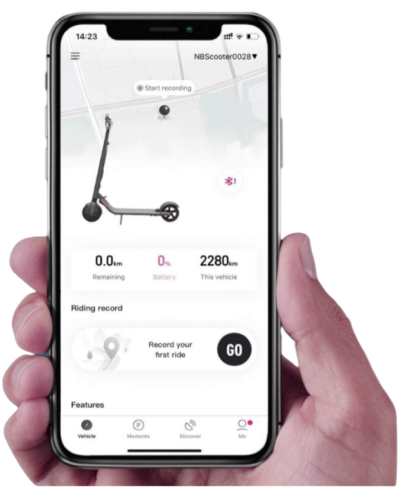 14:23
NBScooter0028▼
Start recording
0.0km
0%
2280km
Remaining
Battery
This vehicle
Riding record
Record your
first ride
GO
Features
Vehicle
Moments
Discover
Me